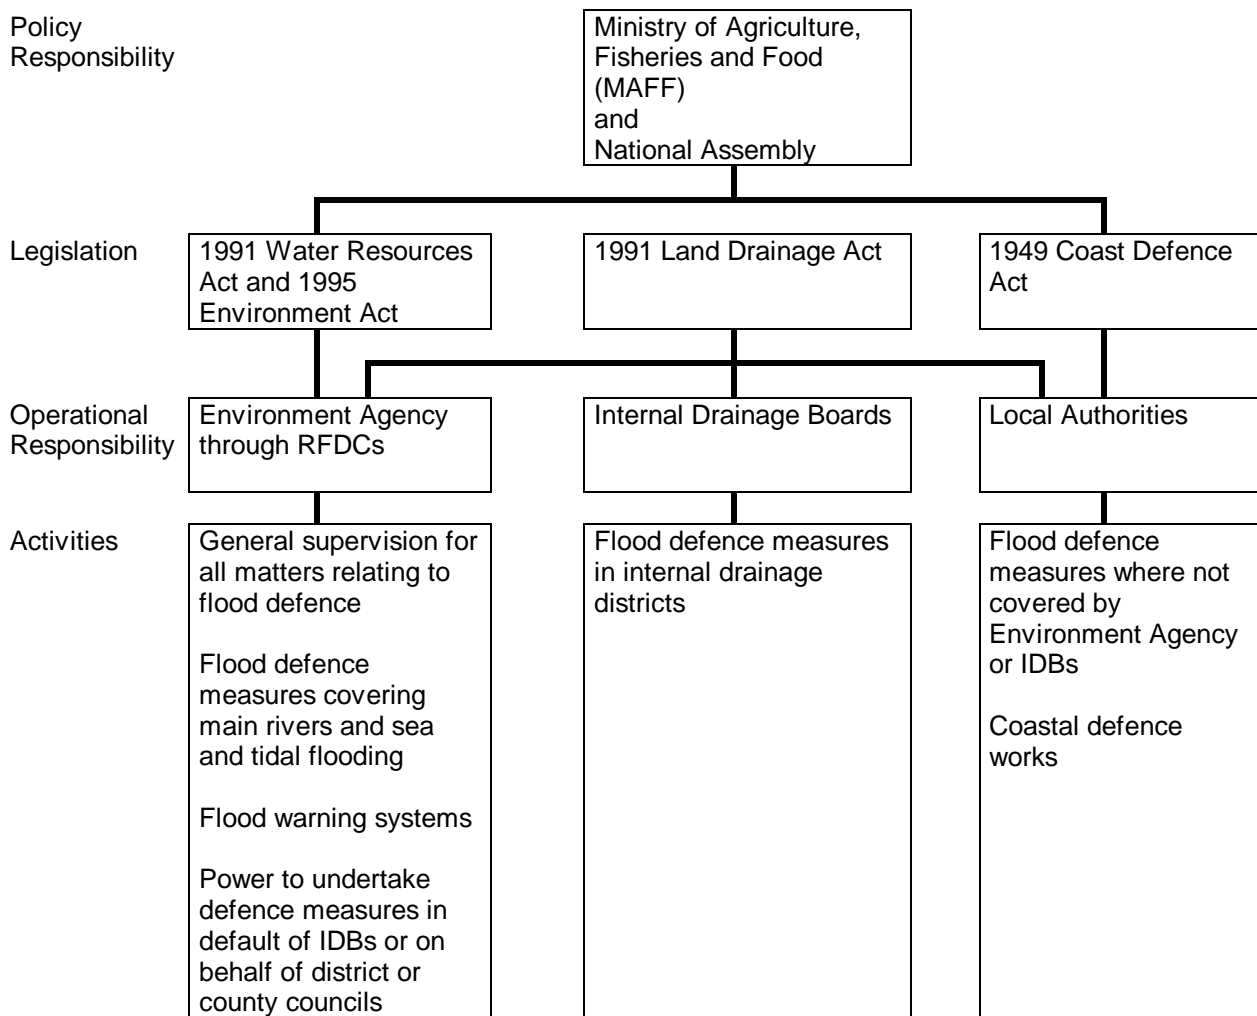 Policy
Responsibility
Ministry of Agriculture,
Fisheries and Food
(MAFF)
and
National Assembly
Legislation
1991 Water Resources
Act and 1995
Environment Act
1991 Land Drainage Act
1949 Coast Defence
Act
Operational
Responsibility
Environment Agency
through RFDCs
Internal Drainage Boards
Local Authorities
Activities
General supervision for
all matters relating to
flood defence
Flood defence
measures covering
main rivers and sea
and tidal flooding
Flood warning systems
Power to undertake
defence measures in
default of IDBs or on
behalf of district or
county councils
Flood defence measures
in internal drainage
districts
Flood defence
measures where not
covered by
Environment Agency
or IDBs
Coastal defence
works